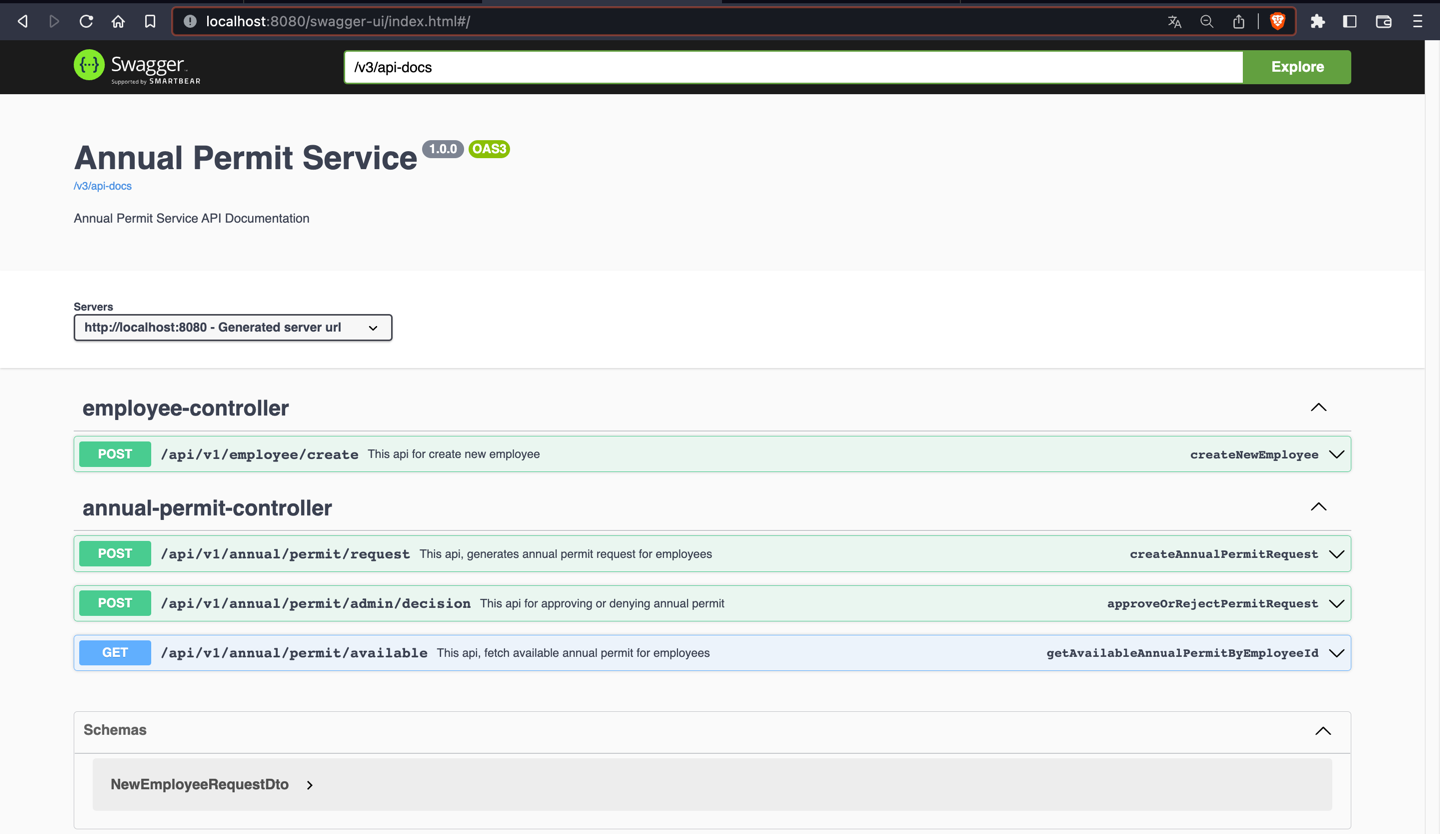 localhost:8080/swagger-ui/index.html#/
{···} Swagger
Supported by SMARTBEAR
/v3/api-docs
Explore
Annual Permit Service 1.0.0 OAS3
/v3/api-docs
Annual Permit Service API Documentation
Servers
http://localhost:8080 - Generated server url
employee-controller
POST /api/v1/employee/create This api for create new employee createNewEmployee
annual-permit-controller
POST /api/v1/annual/permit/request This api, generates annual permit request for employees createAnnualPermitRequest
POST /api/v1/annual/permit/admin/decision This api for approving or denying annual permit approveOrRejectPermitRequest
GET /api/v1/annual/permit/available This api, fetch available annual permit for employees getAvailableAnnualPermitByEmployeeId
Schemas
NewEmployeeRequestDto